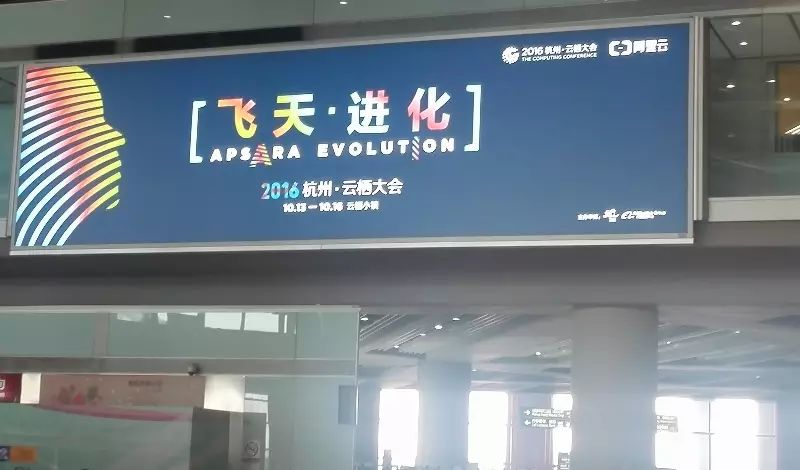 2016 杭州·云栖大会
THE COMPUTING CONFERENCE
阿里云
[飞天·进化]
APSARA EVOLUTION
2016 杭州·云栖大会
10.13—10.16 云栖小镇